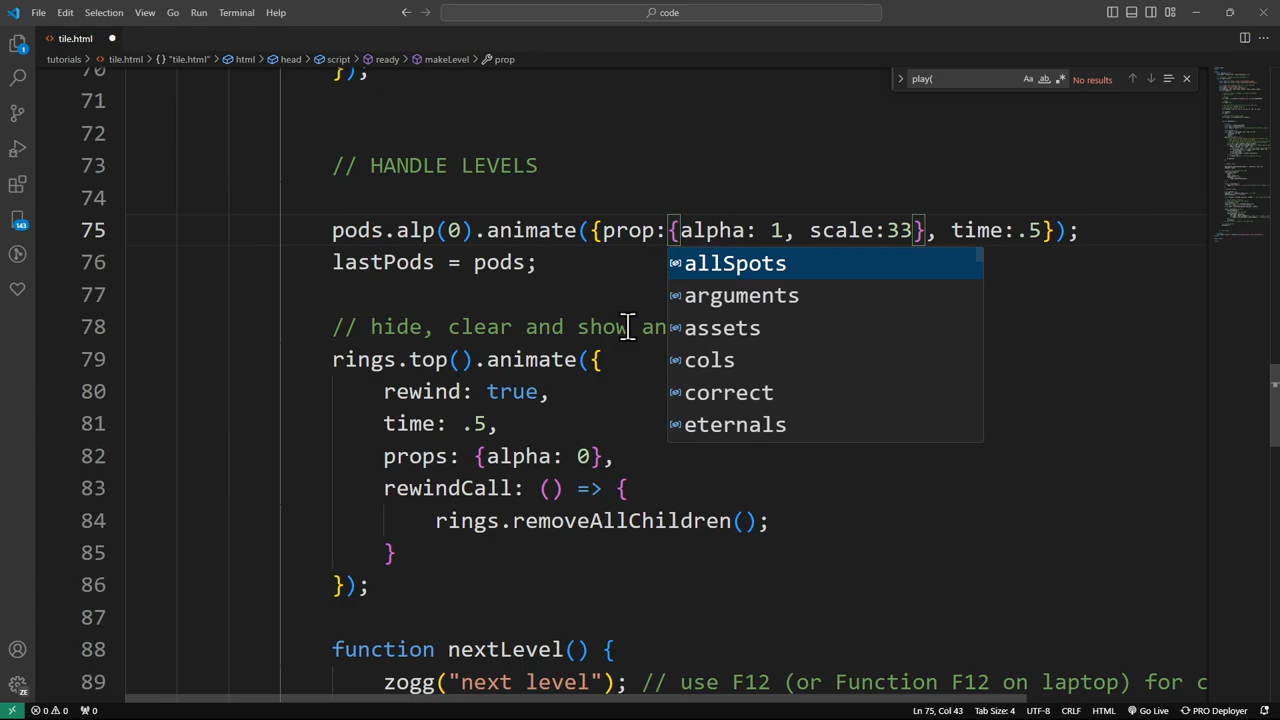 File Edit Selection View Go Run Terminal Help
code
tile.html
tutorials > tile.html > "tile.html" > html > head > script > ready > makeLevel > prop
play(
Aa ab No results
70 });
71
72
73 // HANDLE LEVELS
74
75 pods.alp(0).animate({prop:{alpha: 1, scale:33}, time:.5});
76 lastPods = pods;
77
78 // hide, clear and show an
79 rings.top().animate({
80 rewind: true,
81 time: .5,
82 props: {alpha: 0},
83 rewindCall: () => {
84 rings.removeAllChildren();
85 }
86 });
87
88 function nextLevel() {
89 zogg("next level"); // use F12 (or Function F12 on laptop) for c
allSpots
arguments
assets
cols
correct
eternals
1
143
ZE
0 0 0
Ln 75, Col 43 Tab Size: 4 UTF-8 CRLF HTML Go Live PRO Deployer